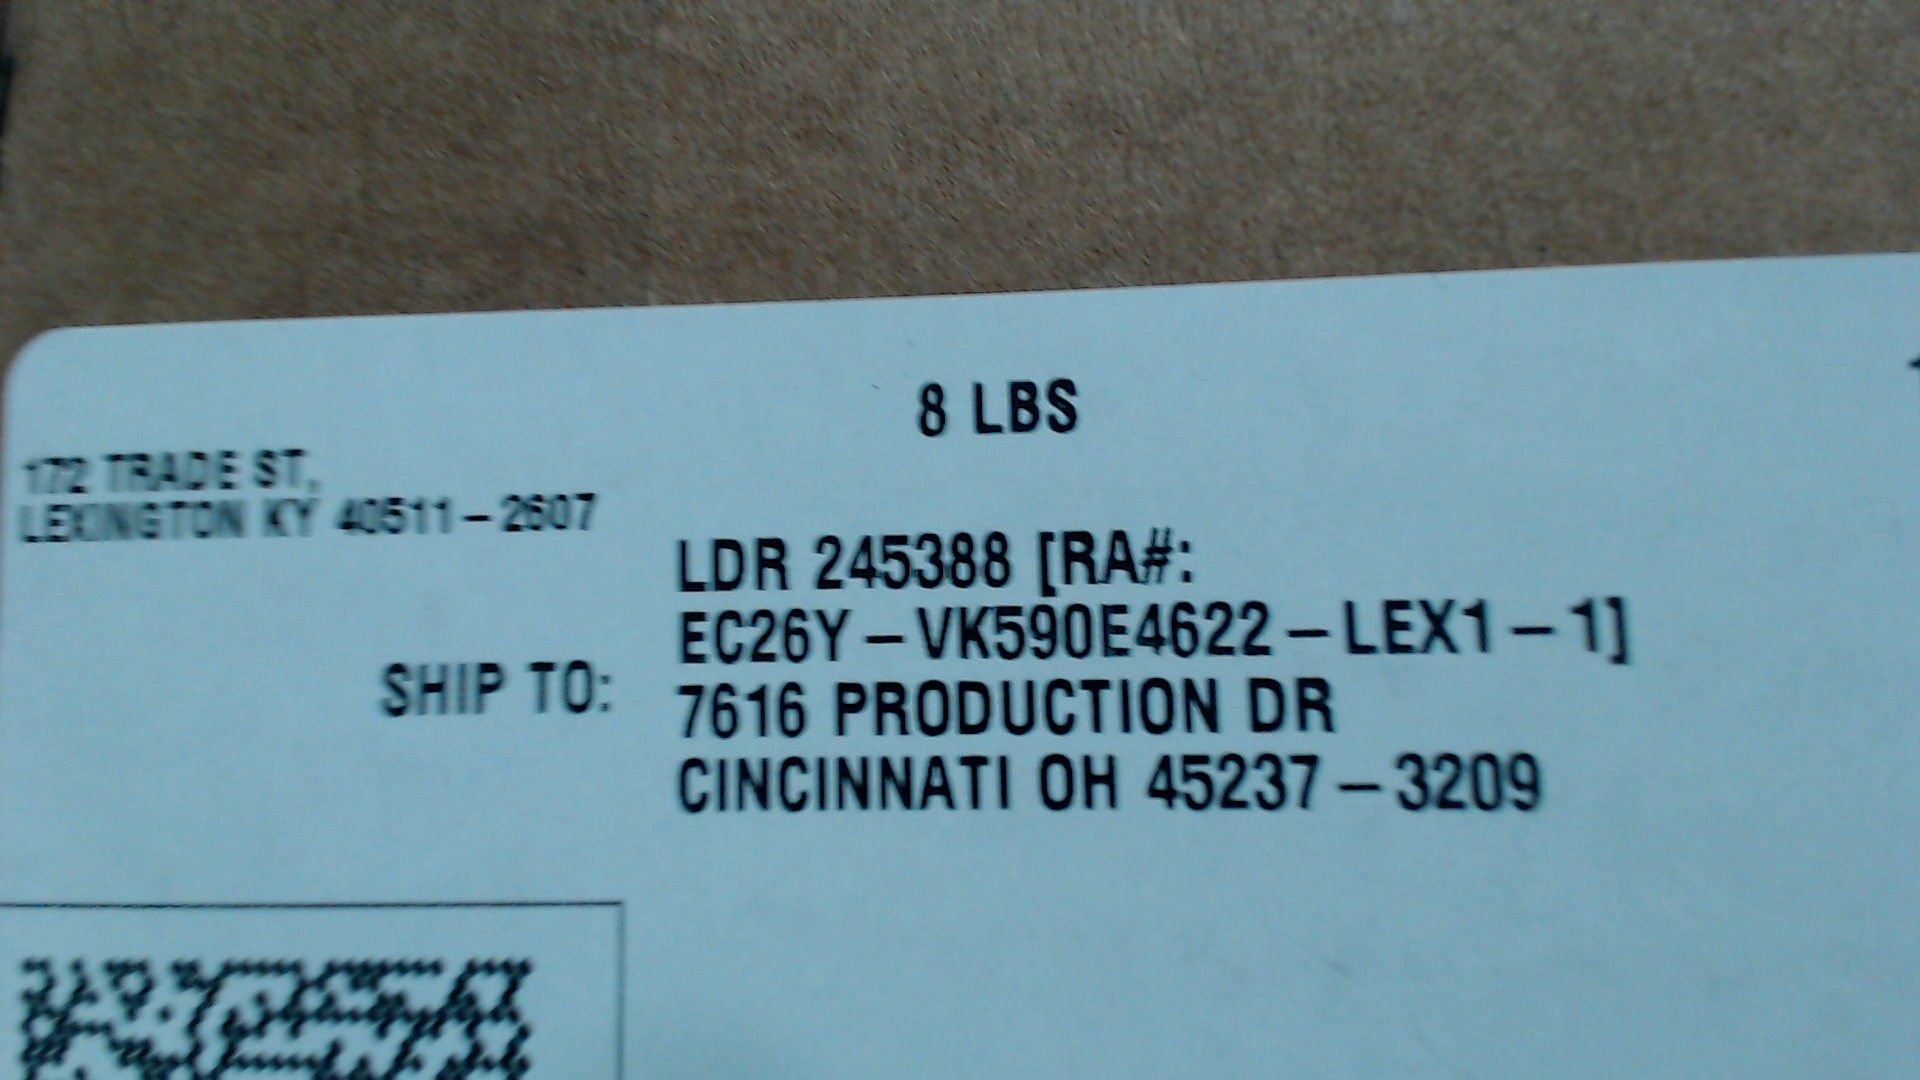 8 LBS
172 TRADE ST,
LEXINGTON KY 40511-2607
LDR 245388 [RA#:
EC26Y-VK590E4622-LEX1-1]
SHIP TO:
7616 PRODUCTION DR
CINCINNATI OH 45237-3209